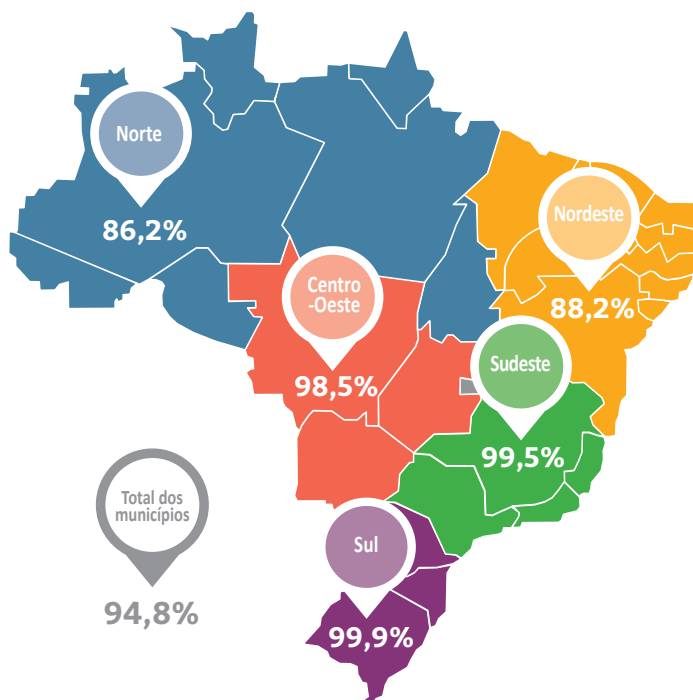 Norte
86,2%
Nordeste
88,2%
Centro
-Oeste
98,5%
Sudeste
99,5%
Total dos
municípios
94,8%
Sul
99,9%